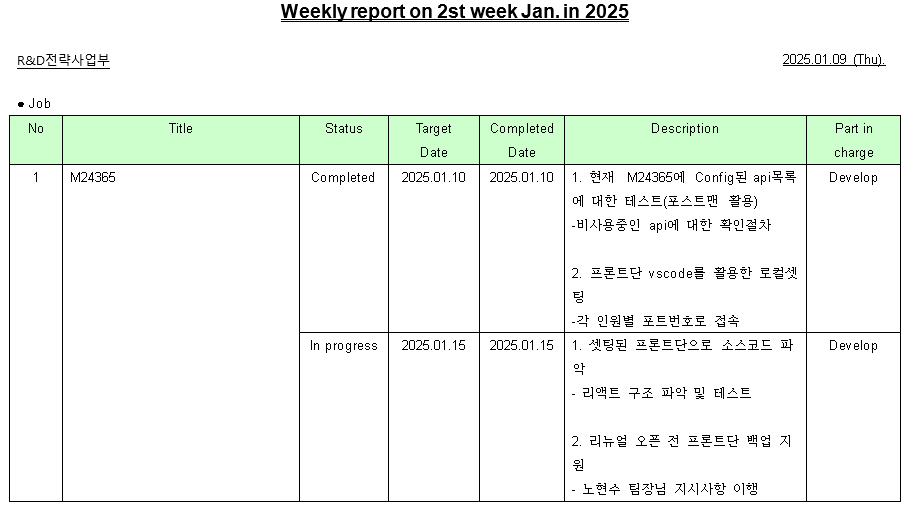 Weekly report on 2st week Jan. in 2025
R&D전략사업부
2025.01.09 (Thu).
● Job
No
Title
Status
Target
Date
Completed
Date
Description
Part in
charge
1
M24365
Completed
2025.01.10
2025.01.10
1. 현재 M24365에 Config된 api목록
에 대한 테스트(포스트맨 활용)
-비사용중인 api에 대한 확인절차
2. 프론트단 vscode를 활용한 로컬셋
팅
-각 인원별 포트번호로 접속
Develop
In progress
2025.01.15
2025.01.15
1. 셋팅된 프론트단으로 소스코드 파
악
- 리액트 구조 파악 및 테스트
2. 리뉴얼 오픈 전 프론트단 백업 지
원
- 노현수 팀장님 지시사항 이행
Develop